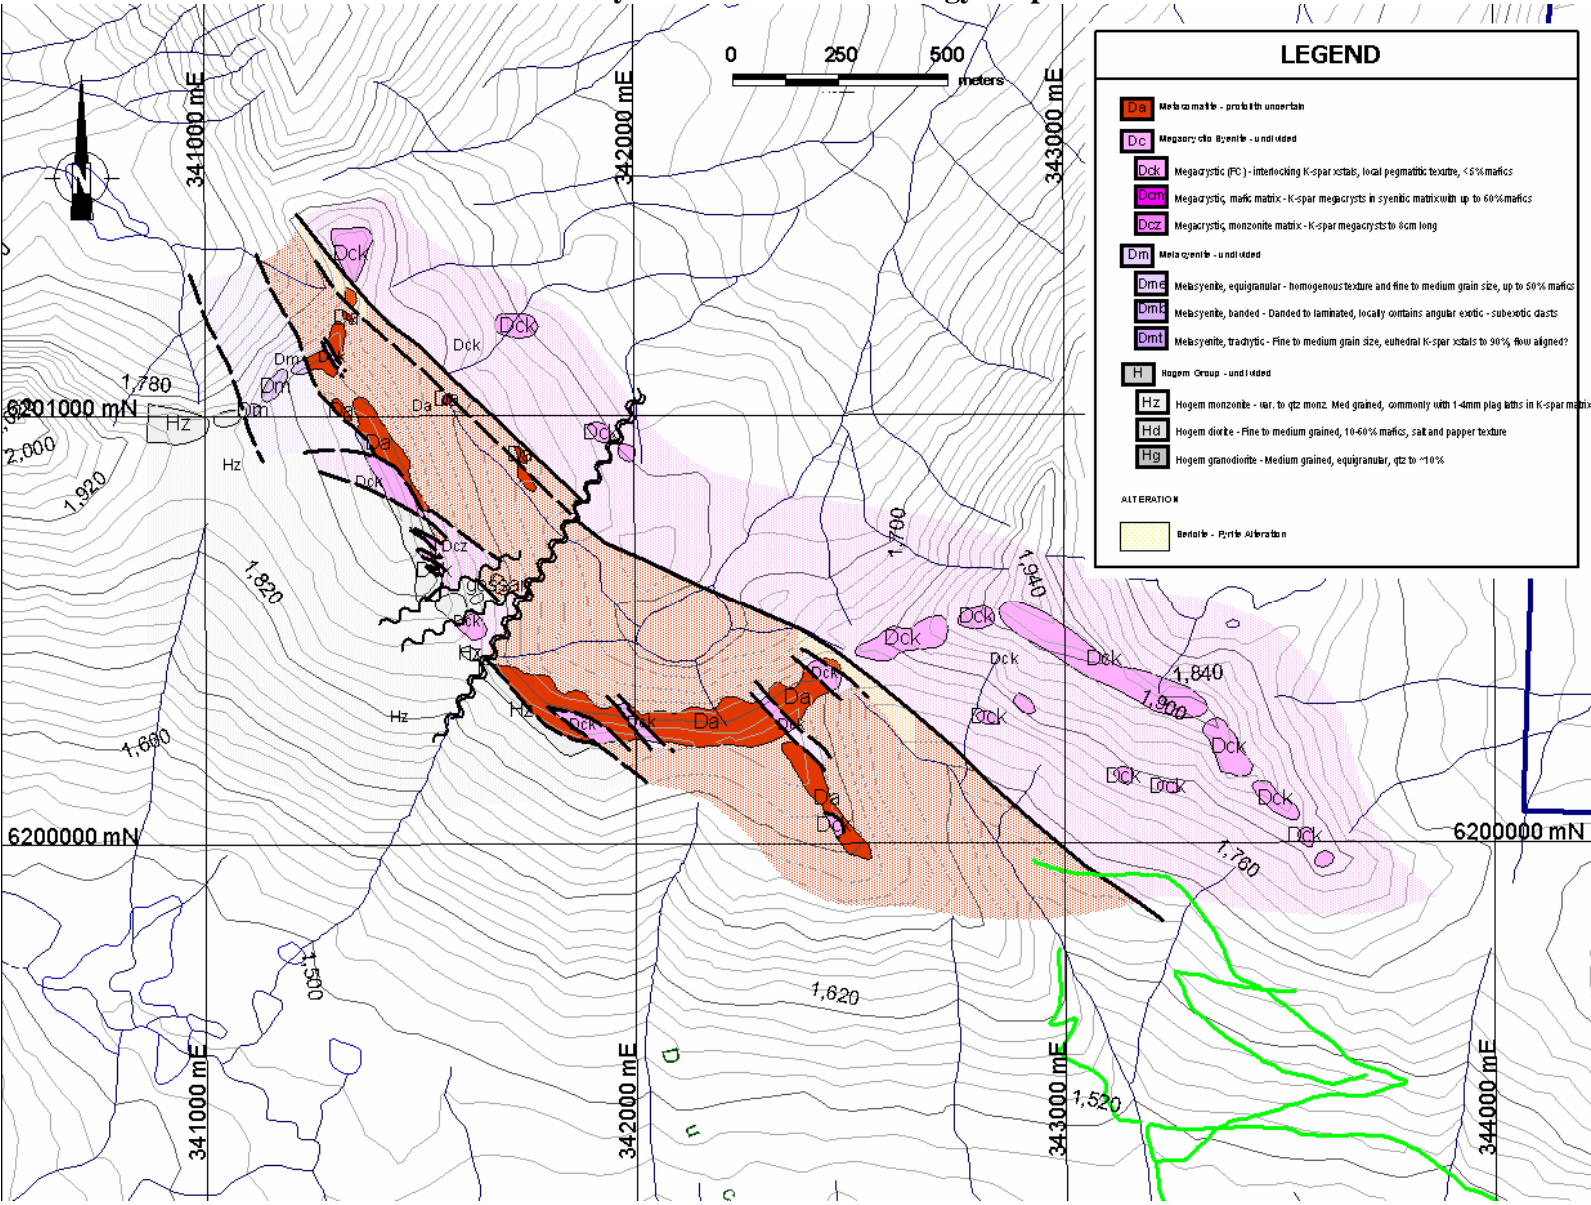 0 250 500
meters
341000 mE
342000 mE
343000 mE
LEGEND
Da Metasomatite - protolith uncertain
Dc Megacrystic Syenite - undivided
Dck Megacrystic (FC) - interlocking K-spar xstals, local pegmatitic texutre, <5% mafics
Dcm Megacrystic, mafic matrix - K-spar megacrysts in syenitic matrix with up to 60% mafics
Dcz Megacrystic, monzonite matrix - K-spar megacrysts to 8cm long
Dm Melasyenite - undivided
Dme Melasyenite, equigranular - homogenous texture and fine to medium grain size, up to 50% mafics
Dmb Melasyenite, banded - Banded to laminated, locally contains angular exotic - subexotic clasts
Dmt Melasyenite, trachytic - Fine to medium grain size, euhedral K-spar xstals to 90%, flow aligned?
H Hogem Group - undivided
Hz Hogem monzonite - var. to qtz monz. Med grained, commonly with 1-4mm plag laths in K-spar matrix
Hd Hogem diorite - Fine to medium grained, 10-60% mafics, salt and papper texture
Hg Hogem granodiorite - Medium grained, equigranular, qtz to ~10%
ALTERATION
Sericite - Pyrite Alteration
Dck
Da
Dck
Dck
Dck
Dm
Dm
1,780
Da
Da
Da
Dm
6201000 mN
Hz
Dck
Da
2,000
Hz
Da
1,920
Dck
1,700
Dcz
1,940
1,820
gossan
Dck
Dck
Dck
Hz
Dck
Dck
Dck
1,840
Da
1,900
Hz
Hz
Dck
Dck
Da
Dck
Dck
1,600
Dck
Dck
Dck
Da
Dck
Dck
Dck
6200000 mN
6200000 mN
1,760
1,500
1,620
341000 mE
342000 mE
343000 mE
344000 mE
D
u
1,520